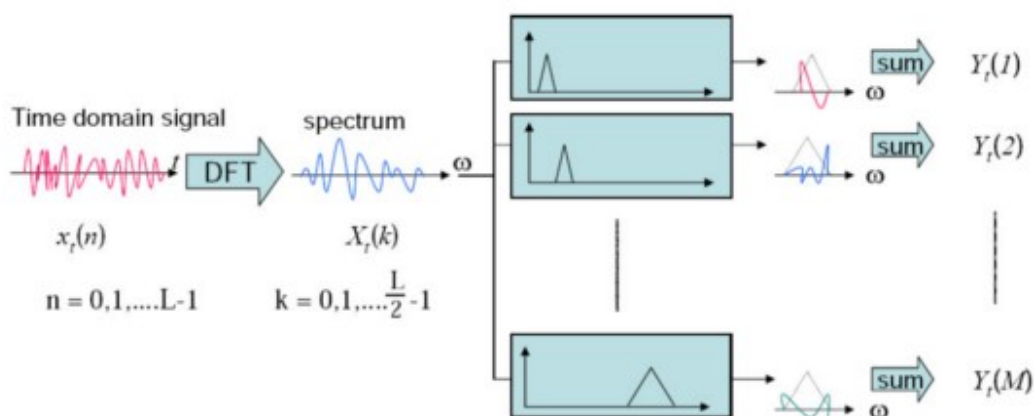 sum
Y_t(1)
ω
Time domain signal
spectrum
t
DFT
ω
sum
Y_t(2)
ω
x_t(n)
X_t(k)
n = 0,1,....L-1
k = 0,1,....L/2 -1
sum
Y_t(M)
ω